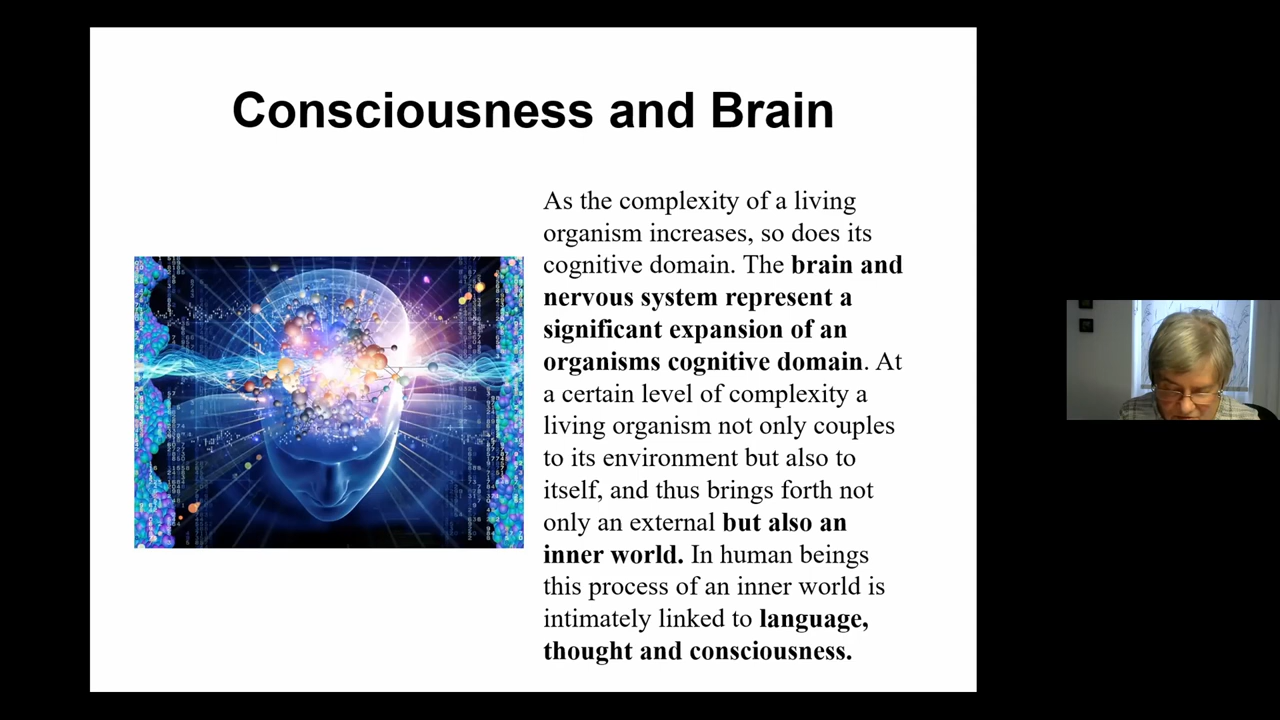 Consciousness and Brain
As the complexity of a living
organism increases, so does its
cognitive domain. The brain and
nervous system represent a
significant expansion of an
organisms cognitive domain. At
a certain level of complexity a
living organism not only couples
to its environment but also to
itself, and thus brings forth not
only an external but also an
inner world. In human beings
this process of an inner world is
intimately linked to language,
thought and consciousness.